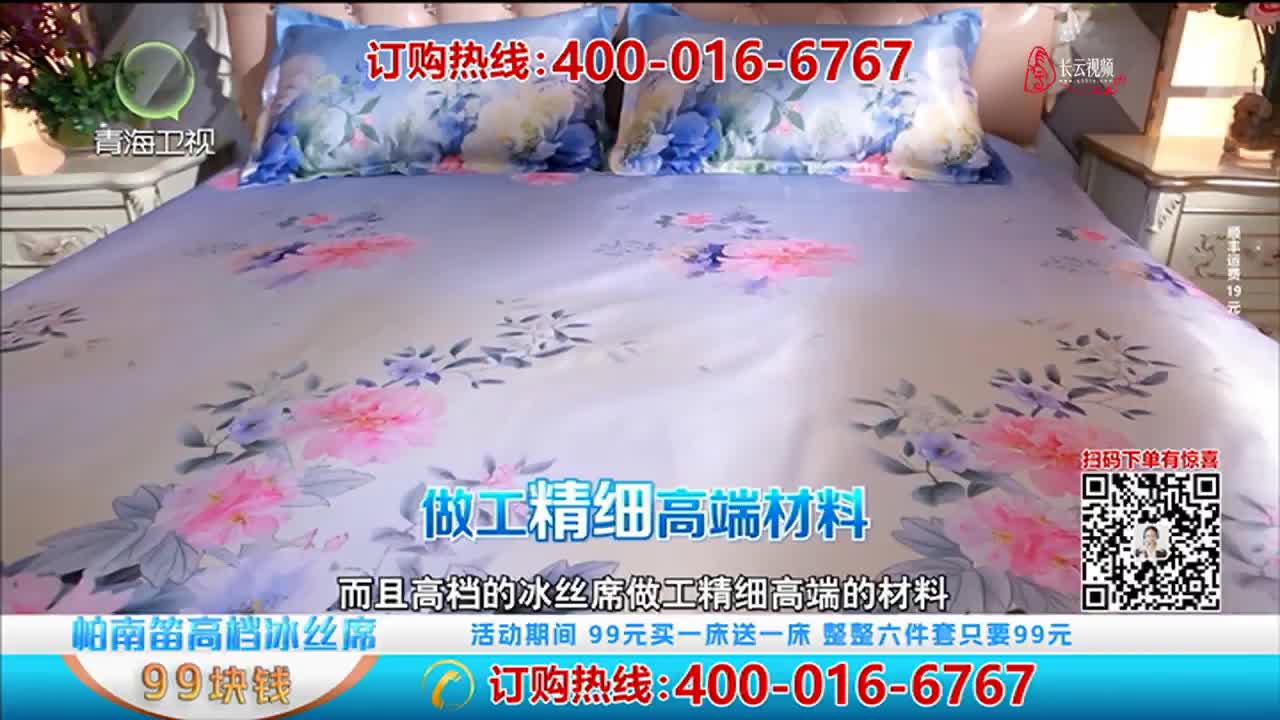 订购热线:400-016-6767
青海卫视
长云视频
顺丰运费19元
扫码下单有惊喜
做工精细高端材料
而且高档的冰丝席做工精细高端的材料
帕南笛高档冰丝席
99块钱
活动期间 99元买一床送一床 整整六件套只要99元
订购热线:400-016-6767